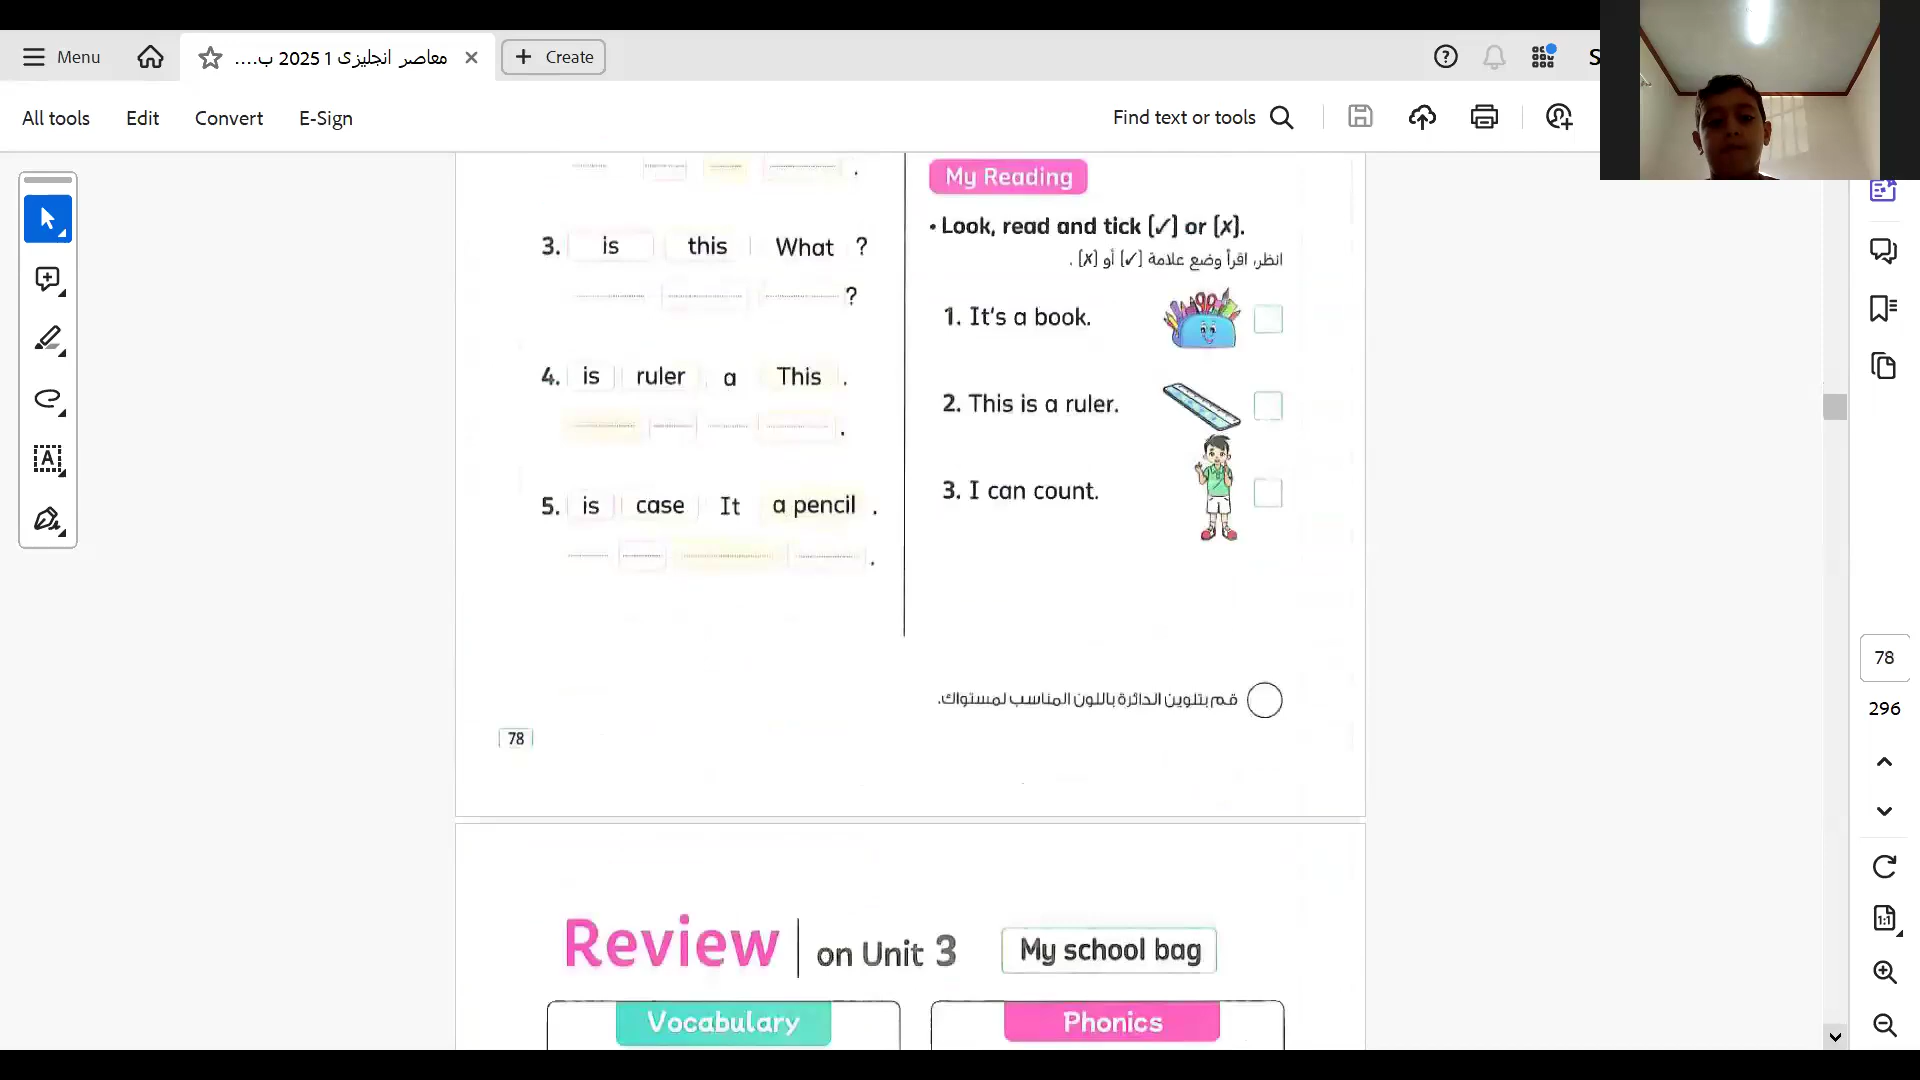 Menu
معاصر انجليزى 1 2025 ب....
Create
All tools
Edit
Convert
E-Sign
Find text or tools
3. is this What ?
?
4. is ruler a This .
.
5. is case It a pencil .
.
78
My Reading
• Look, read and tick [✓] or [✗].
انظر، اقرأ وضع علامة [✓] أو [✗] .
1. It's a book.
2. This is a ruler.
3. I can count.
قم بتلوين الدائرة باللون المناسب لمستواك.
Review on Unit 3 My school bag
Vocabulary
Phonics
78
296
1:1